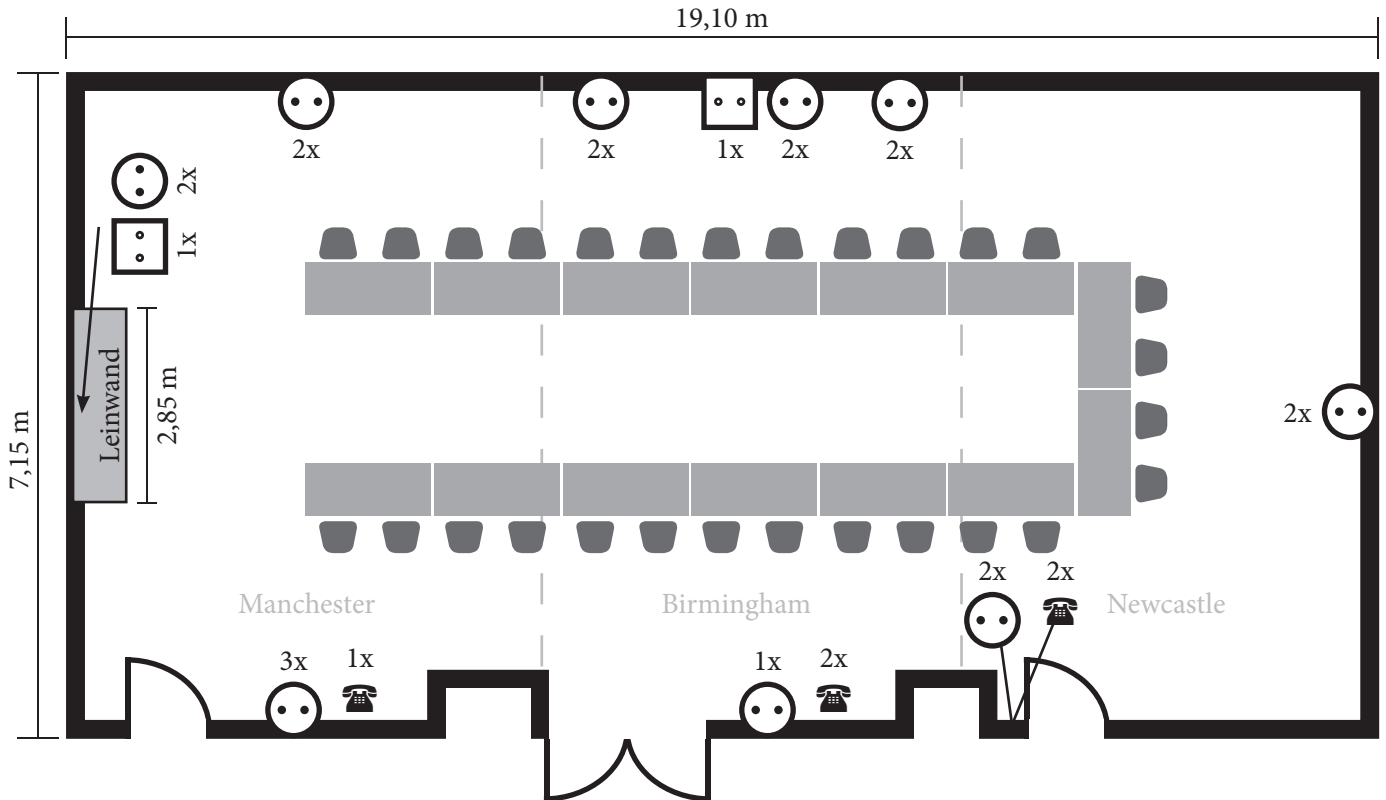 19,10 m
2x
2x
1x
2x
2x
2x
1x
Leinwand
2,85 m
7,15 m
2x
2x
2x
Manchester
Birmingham
Newcastle
3x
1x
1x
2x